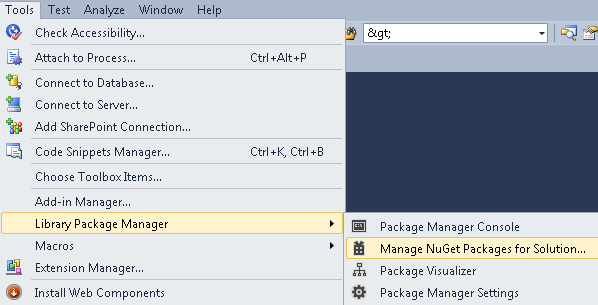 Tools Test Analyze Window Help
Check Accessibility...
&gt;
Attach to Process... Ctrl+Alt+P
Connect to Database...
Connect to Server...
Add SharePoint Connection...
Code Snippets Manager... Ctrl+K, Ctrl+B
Choose Toolbox Items...
Add-in Manager...
Library Package Manager
Macros
Extension Manager...
Install Web Components
Package Manager Console
Manage NuGet Packages for Solution...
Package Visualizer
Package Manager Settings